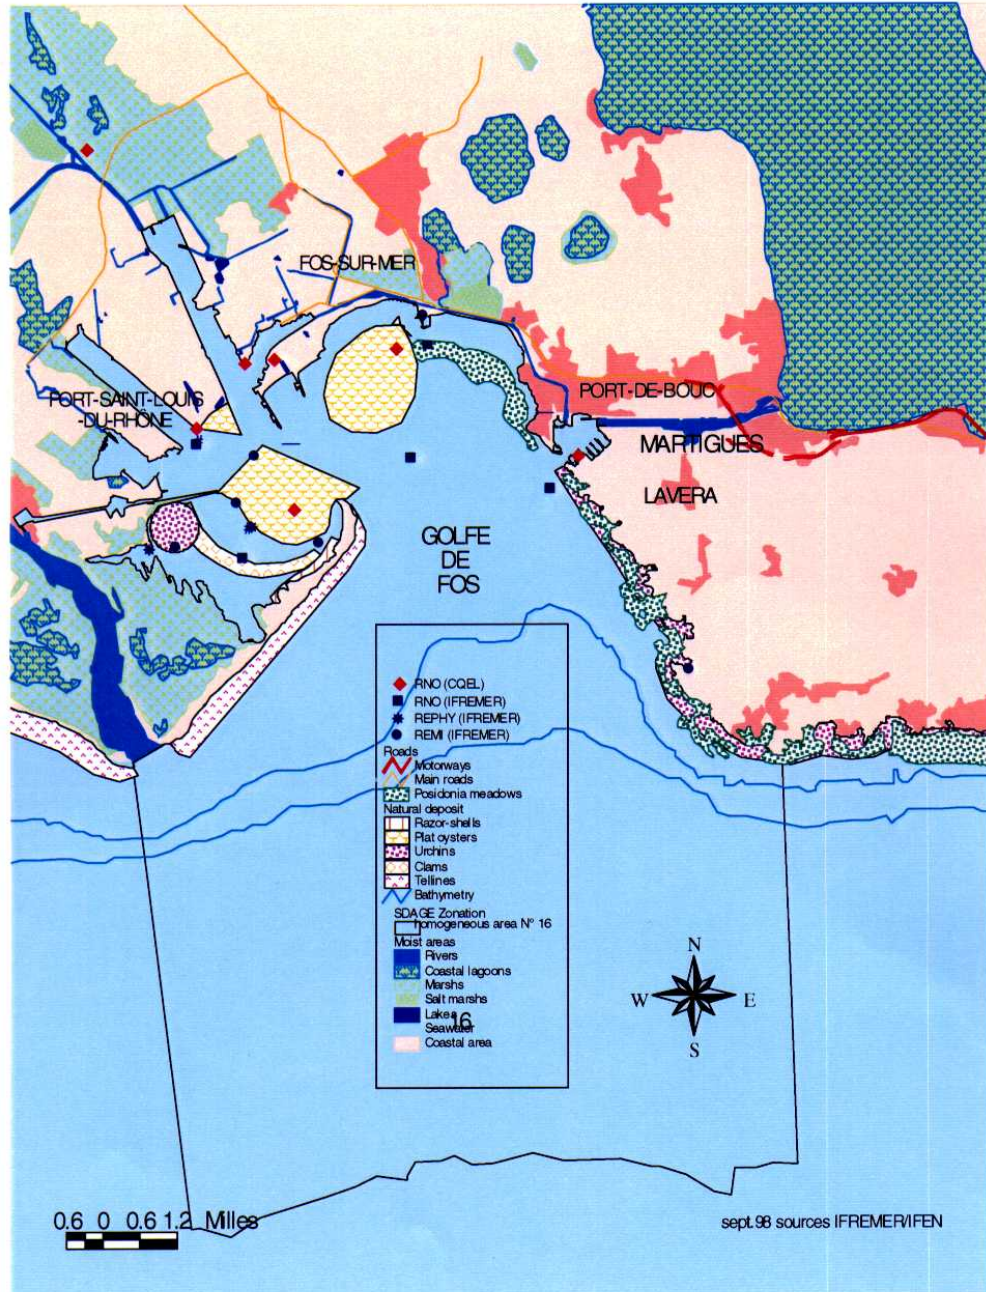 FOS-SUR-MER
PORT-SAINT-LOUIS
-DU-RHÔNE
PORT-DE-BOUC
MARTIGUES
LAVERA
GOLFE
DE
FOS
RNO (CQEL)
RNO (IFREMER)
REPHY (IFREMER)
REMI (IFREMER)
Roads
Motorways
Main roads
Posidonia meadows
Natural deposit
Razor-shells
Plat oysters
Urchins
Clams
Tellines
Bathymetry
SDAGE Zonation
homogeneous area N° 16
Moist areas
Rivers
Coastal lagoons
Marshs
Salt marshs
Lakes
16
Seawater
Coastal area
N
W E
S
0.6 0 0.6 1.2 Milles
sept.98 sources IFREMER/IFEN